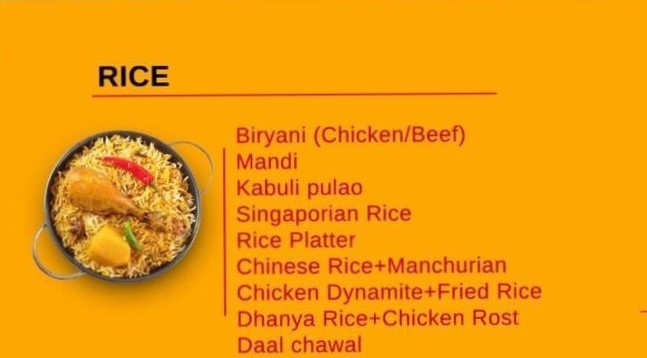 RICE
Biryani (Chicken/Beef)
Mandi
Kabuli pulao
Singaporian Rice
Rice Platter
Chinese Rice+Manchurian
Chicken Dynamite+Fried Rice
Dhanya Rice+Chicken Rost
Daal chawal